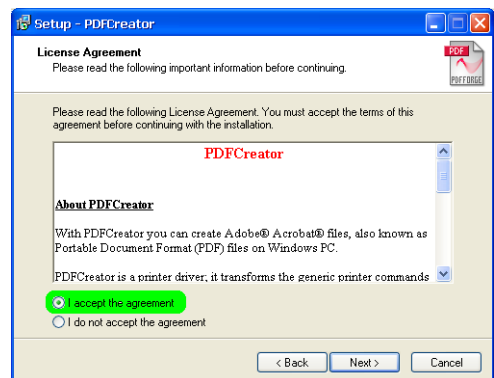 Setup - PDFCreator
License Agreement
Please read the following important information before continuing.
PDF
PDFFORGE
Please read the following License Agreement. You must accept the terms of this
agreement before continuing with the installation.
PDFCreator
About PDFCreator
With PDFCreator you can create Adobe® Acrobat® files, also known as
Portable Document Format (PDF) files on Windows PC.
PDFCreator is a printer driver; it transforms the generic printer commands
I accept the agreement
I do not accept the agreement
< Back
Next >
Cancel